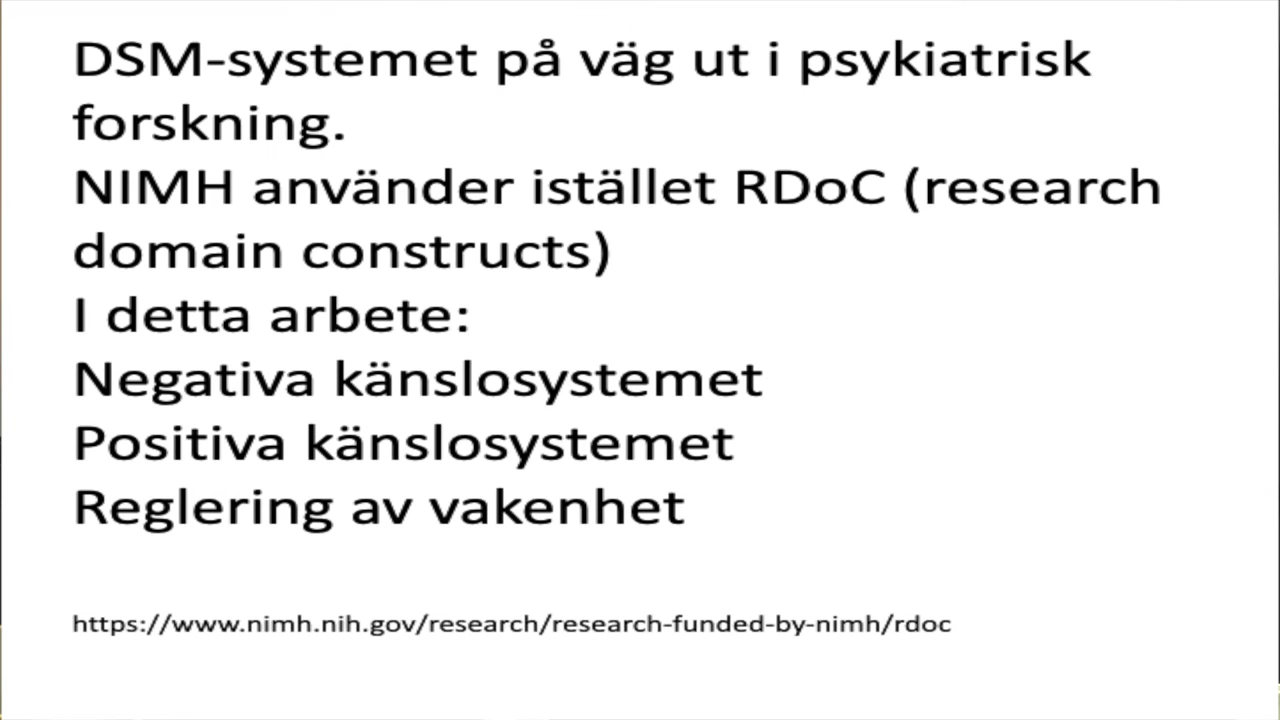 DSM-systemet på väg ut i psykiatrisk
forskning.
NIMH använder istället RDoC (research
domain constructs)
I detta arbete:
Negativa känslosystemet
Positiva känslosystemet
Reglering av vakenhet
https://www.nimh.nih.gov/research/research-funded-by-nimh/rdoc